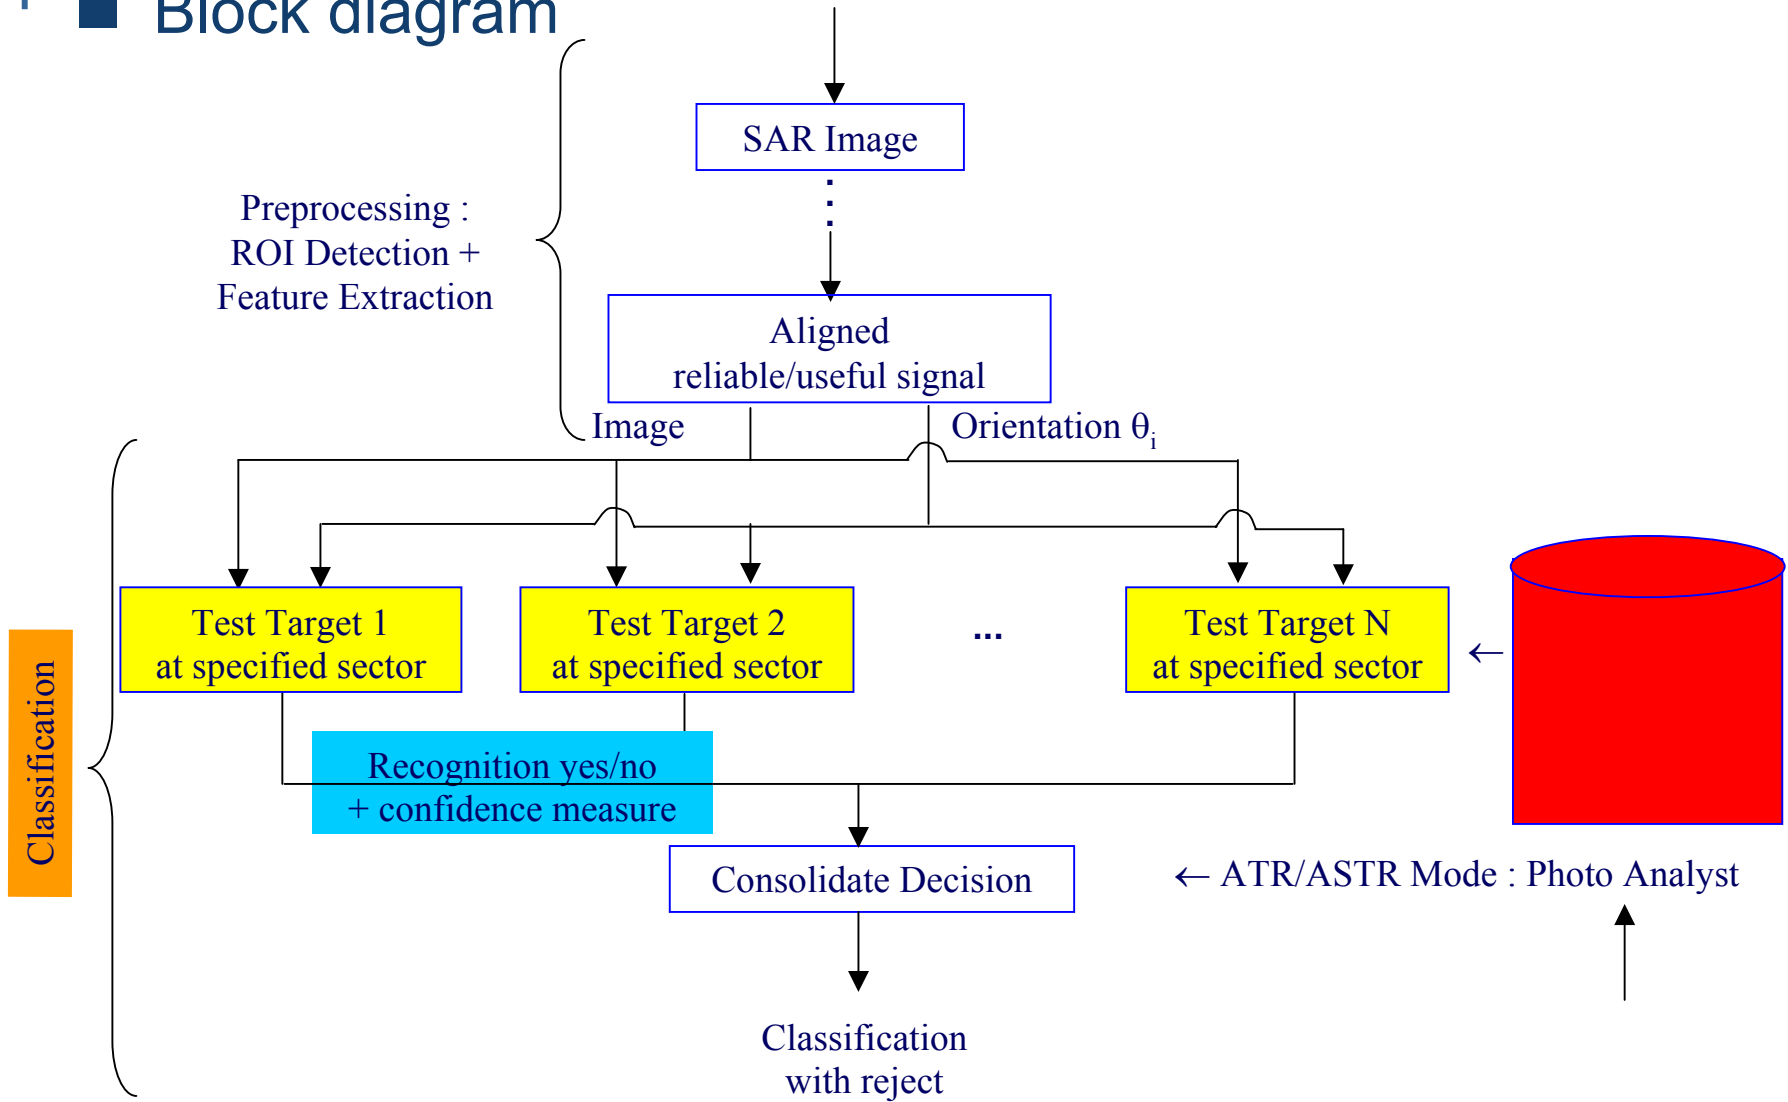 Block diagram
SAR Image
Preprocessing :
ROI Detection +
Feature Extraction
Aligned
reliable/useful signal
Image
Orientation θi
Test Target 1
at specified sector
Test Target 2
at specified sector
...
Test Target N
at specified sector
←
Classification
Recognition yes/no
+ confidence measure
Consolidate Decision
← ATR/ASTR Mode : Photo Analyst
Classification
with reject